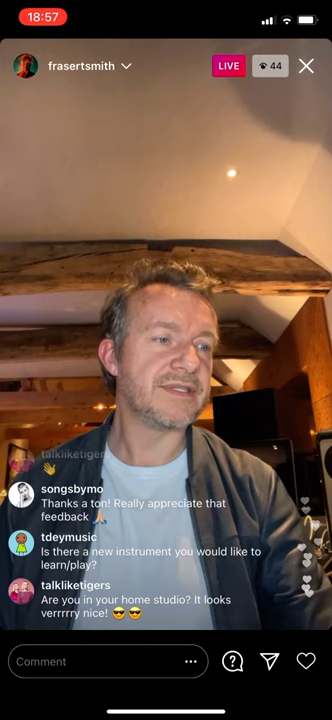 18:57
frasertsmith
LIVE
44
talkliketigers
👋
songsbymo
Thanks a ton! Really appreciate that
feedback 🙏🏼
tdeymusic
Is there a new instrument you would like to
learn/play?
talkliketigers
Are you in your home studio? It looks
verrrrry nice! 😎😎
Comment